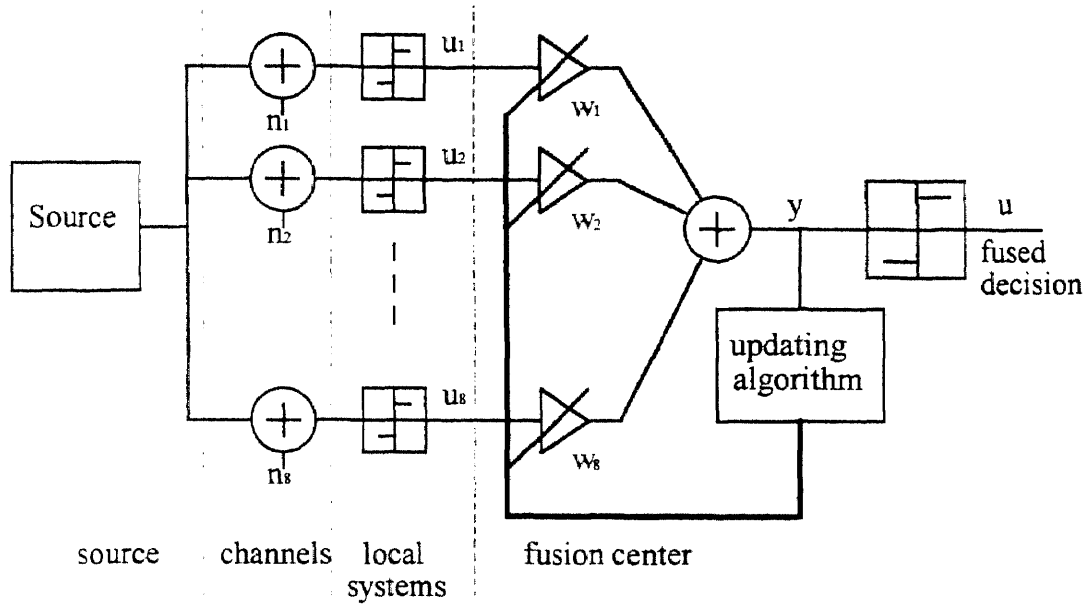 u1
n1
w1
u2
n2
w2
Source
y
u
fused
decision
updating
algorithm
u8
n8
w8
source
channels
local
systems
fusion center